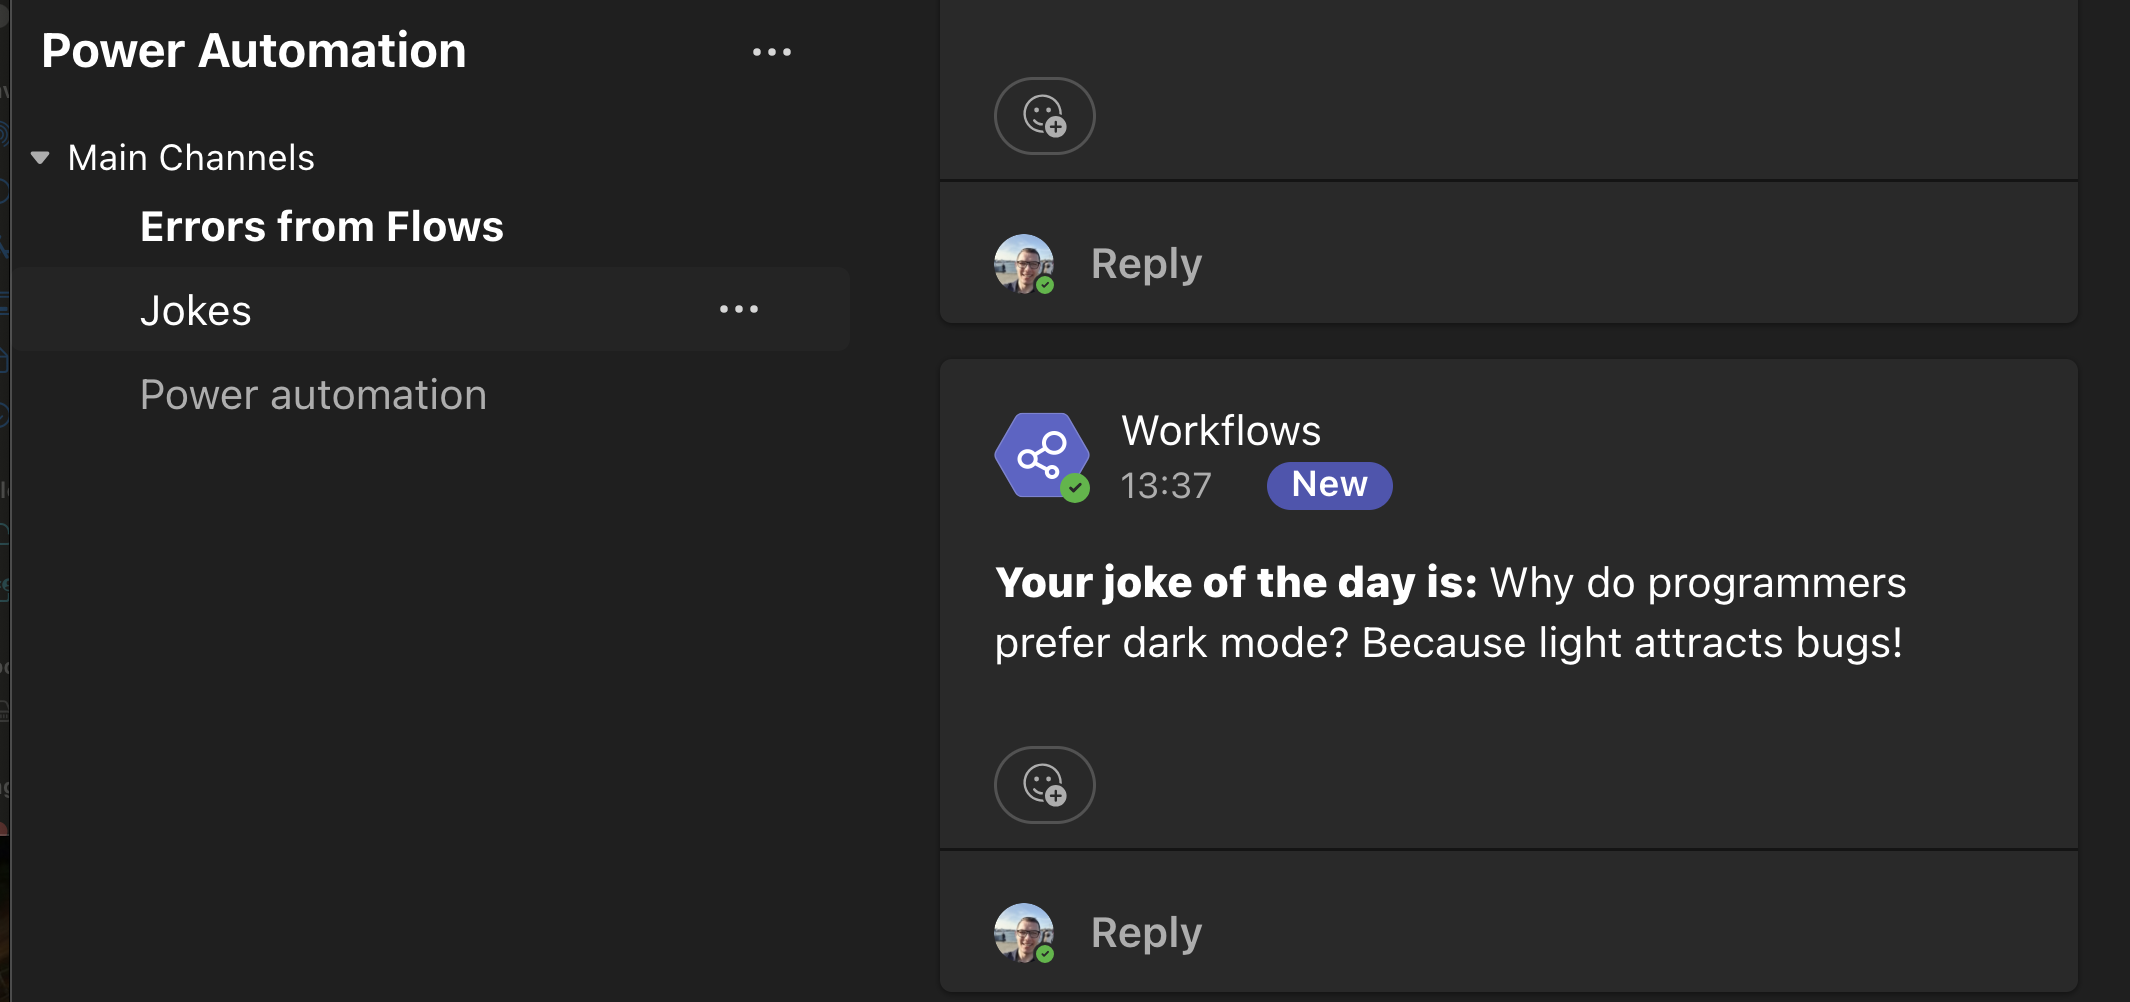 Power Automation
Main Channels
Errors from Flows
Jokes
Power automation
Reply
Workflows
13:37
New
Your joke of the day is: Why do programmers
prefer dark mode? Because light attracts bugs!
Reply